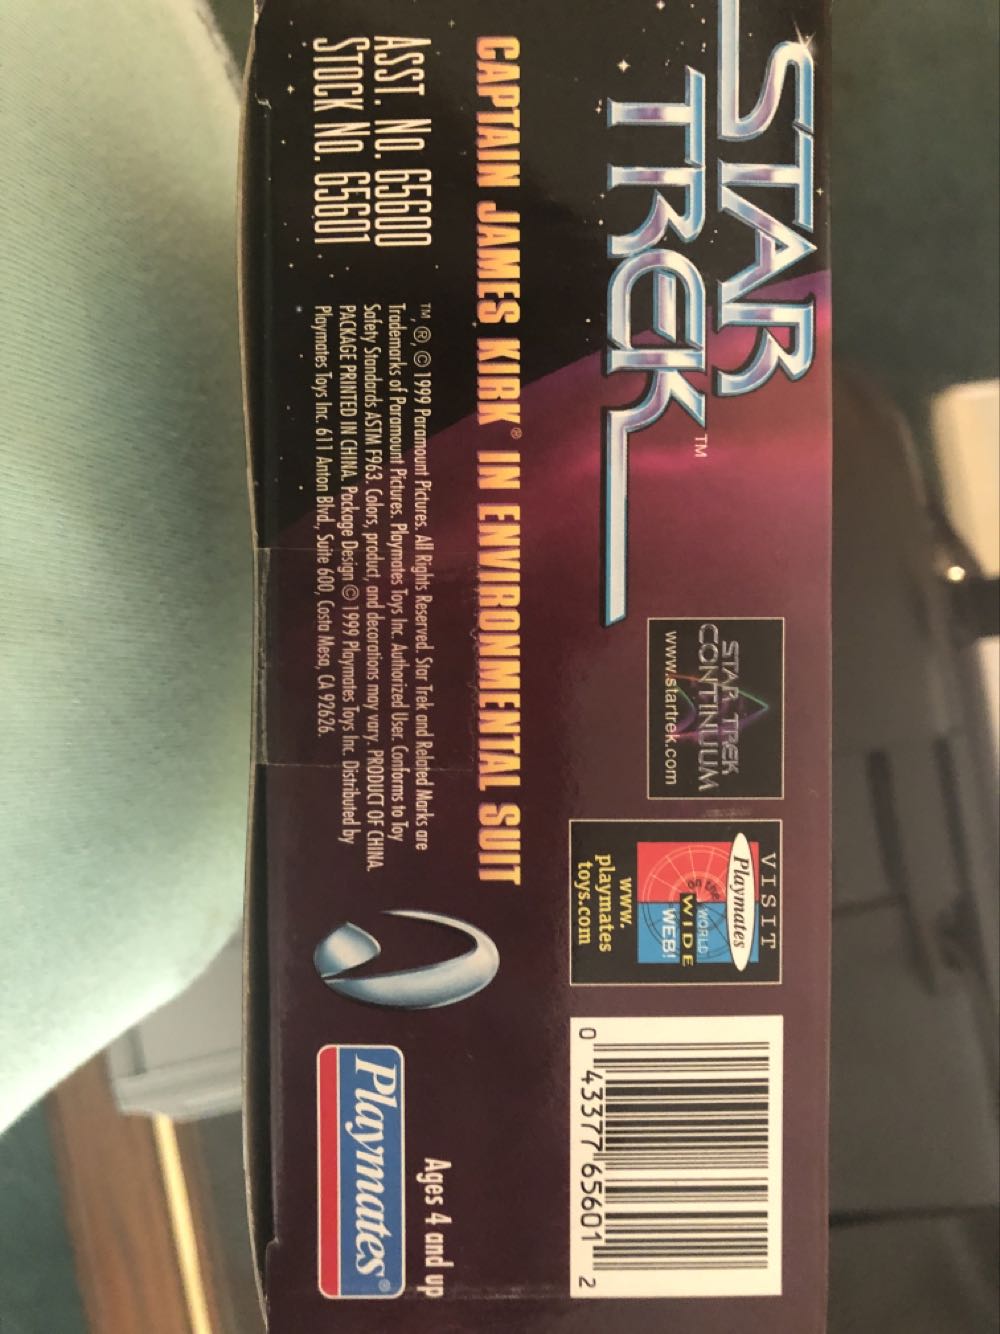 STAR
TREK™
STAR TREK
CONTINUUM
www.startrek.com
VISIT
Playmates
on the
WORLD
WIDE
WEB!
www.
playmates
toys.com
0 43377 65601 2
CAPTAIN JAMES KIRK® IN ENVIRONMENTAL SUIT
ASST. NO. 65600
STOCK NO. 65601
™, ®, © 1999 Paramount Pictures. All Rights Reserved. Star Trek and Related Marks are
Trademarks of Paramount Pictures. Playmates Toys Inc. Authorized User. Conforms to Toy
Safety Standards ASTM F963. Colors, product, and decorations may vary. PRODUCT OF CHINA.
PACKAGE PRINTED IN CHINA. Package Design © 1999 Playmates Toys Inc. Distributed by
Playmates Toys Inc. 611 Anton Blvd., Suite 600, Costa Mesa, CA 92626.
Ages 4 and up
Playmates®